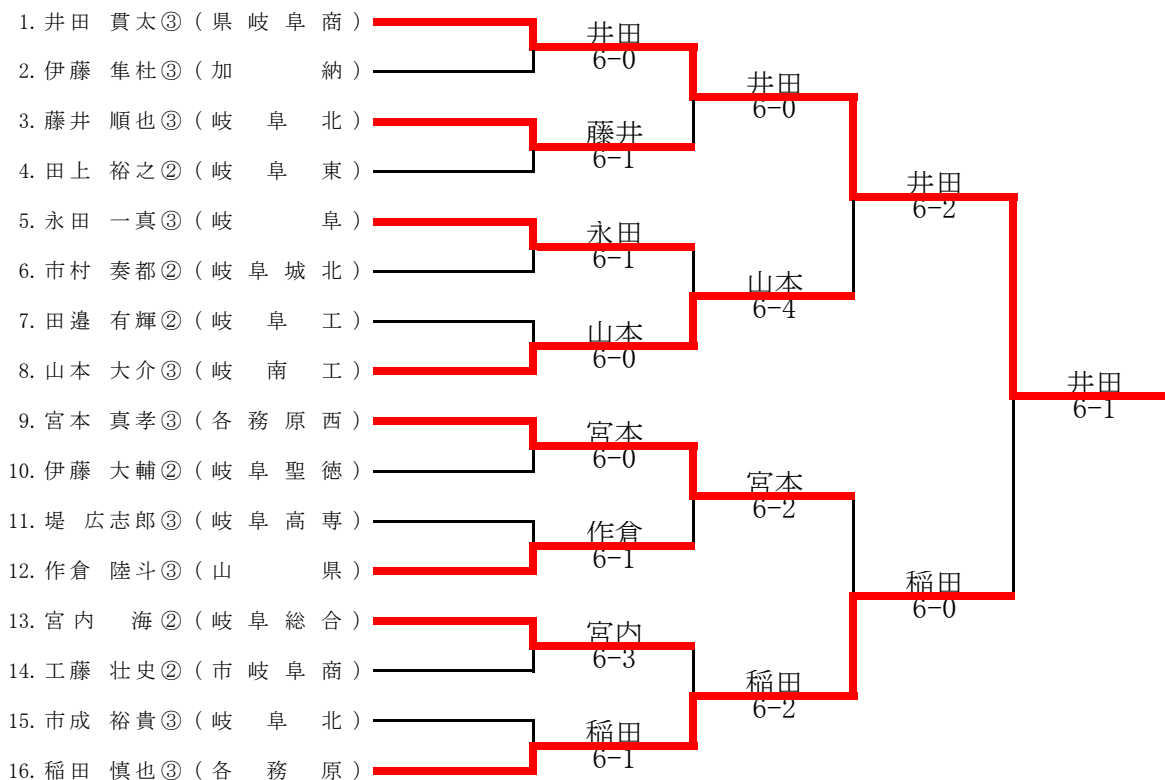 1. 井田 貫太③ ( 県 岐 阜 商 )
2. 伊藤 隼杜③ ( 加 納 )
3. 藤井 順也③ ( 岐 阜 北 )
4. 田上 裕之② ( 岐 阜 東 )
5. 永田 一真③ ( 岐 阜 )
6. 市村 奏都② ( 岐 阜 城 北 )
7. 田邉 有輝② ( 岐 阜 工 )
8. 山本 大介③ ( 岐 南 工 )
9. 宮本 真孝③ ( 各 務 原 西 )
10. 伊藤 大輔② ( 岐 阜 聖 徳 )
11. 堤 広志郎③ ( 岐 阜 高 専 )
12. 作倉 陸斗③ ( 山 県 )
13. 宮内 海② ( 岐 阜 総 合 )
14. 工藤 壮史② ( 市 岐 阜 商 )
15. 市成 裕貴③ ( 岐 阜 北 )
16. 稲田 慎也③ ( 各 務 原 )
井田
6-0
藤井
6-1
永田
6-1
山本
6-0
宮本
6-0
作倉
6-1
宮内
6-3
稲田
6-1
井田
6-0
山本
6-4
宮本
6-2
稲田
6-2
井田
6-2
稲田
6-0
井田
6-1